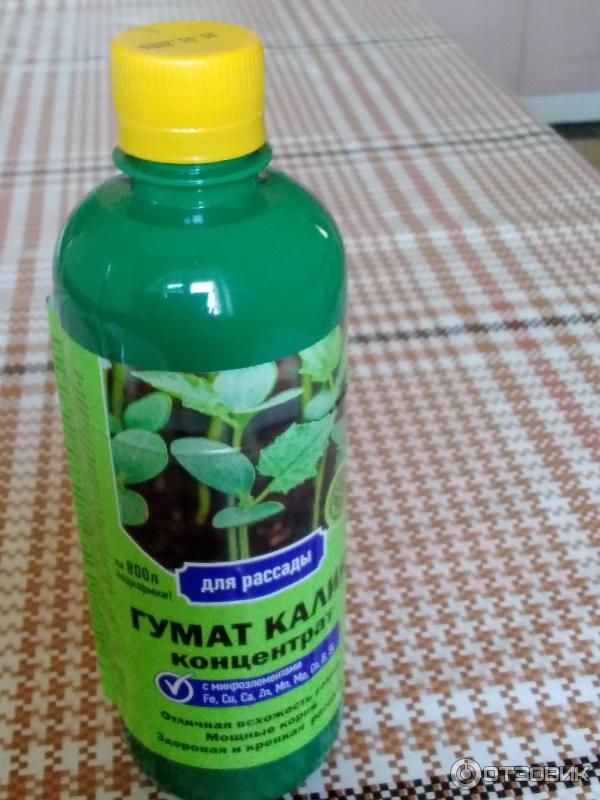 на 800л
подкормки!
для рассады
ГУМАТ КАЛИ
концентрат
с микроэлементами
Fe, Cu, Ca, Zn, Mn, Mo, Co, B, S
Отличная всхожесть
Мощные корни
Здоровая и крепкая
ОТЗОВИК